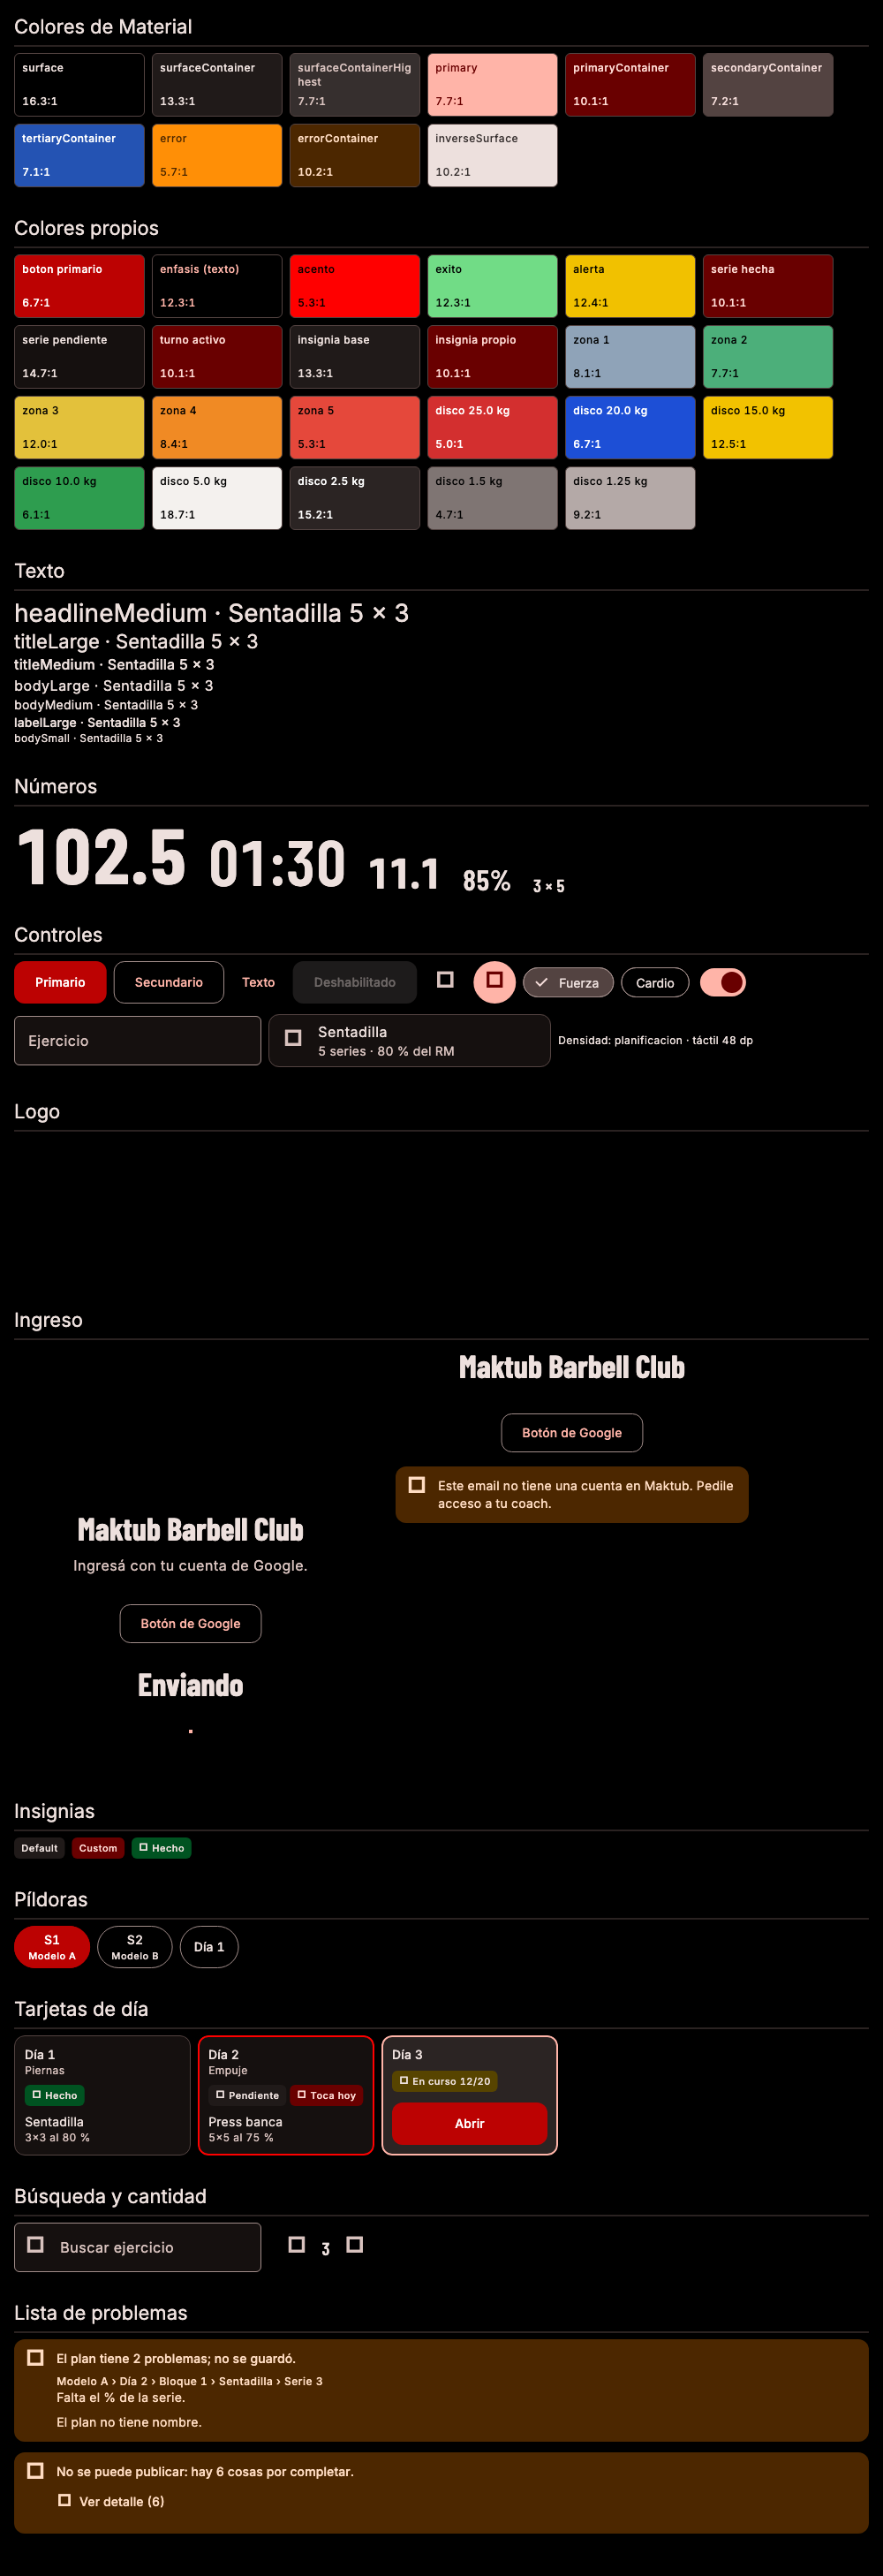 Colores de Material
surface
16.3:1
surfaceContainer
13.3:1
surfaceContainerHig
hest
7.7:1
primary
7.7:1
primaryContainer
10.1:1
secondaryContainer
7.2:1
tertiaryContainer
7.1:1
error
5.7:1
errorContainer
10.2:1
inverseSurface
10.2:1
Colores propios
boton primario
6.7:1
enfasis (texto)
12.3:1
acento
5.3:1
exito
12.3:1
alerta
12.4:1
serie hecha
10.1:1
serie pendiente
14.7:1
turno activo
10.1:1
insignia base
13.3:1
insignia propio
10.1:1
zona 1
8.1:1
zona 2
7.7:1
zona 3
12.0:1
zona 4
8.4:1
zona 5
5.3:1
disco 25.0 kg
5.0:1
disco 20.0 kg
6.7:1
disco 15.0 kg
12.5:1
disco 10.0 kg
6.1:1
disco 5.0 kg
18.7:1
disco 2.5 kg
15.2:1
disco 1.5 kg
4.7:1
disco 1.25 kg
9.2:1
Texto
headlineMedium · Sentadilla 5 × 3
titleLarge · Sentadilla 5 × 3
titleMedium · Sentadilla 5 × 3
bodyLarge · Sentadilla 5 × 3
bodyMedium · Sentadilla 5 × 3
labelLarge · Sentadilla 5 × 3
bodySmall · Sentadilla 5 × 3
Números
102.5 01:30 11.1 85% 3 × 5
Controles
Primario Secundario Texto Deshabilitado Fuerza Cardio
Ejercicio
Sentadilla
5 series · 80 % del RM
Densidad: planificacion · táctil 48 dp
Logo
Ingreso
Maktub Barbell Club
Botón de Google
Este email no tiene una cuenta en Maktub. Pedile
acceso a tu coach.
Maktub Barbell Club
Ingresá con tu cuenta de Google.
Botón de Google
Enviando
Insignias
Default Custom Hecho
Píldoras
S1
Modelo A
S2
Modelo B
Día 1
Tarjetas de día
Día 1
Piernas
Hecho
Sentadilla
3×3 al 80 %
Día 2
Empuje
Pendiente Toca hoy
Press banca
5×5 al 75 %
Día 3
En curso 12/20
Abrir
Búsqueda y cantidad
Buscar ejercicio
3
Lista de problemas
El plan tiene 2 problemas; no se guardó.
Modelo A › Día 2 › Bloque 1 › Sentadilla › Serie 3
Falta el % de la serie.
El plan no tiene nombre.
No se puede publicar: hay 6 cosas por completar.
Ver detalle (6)